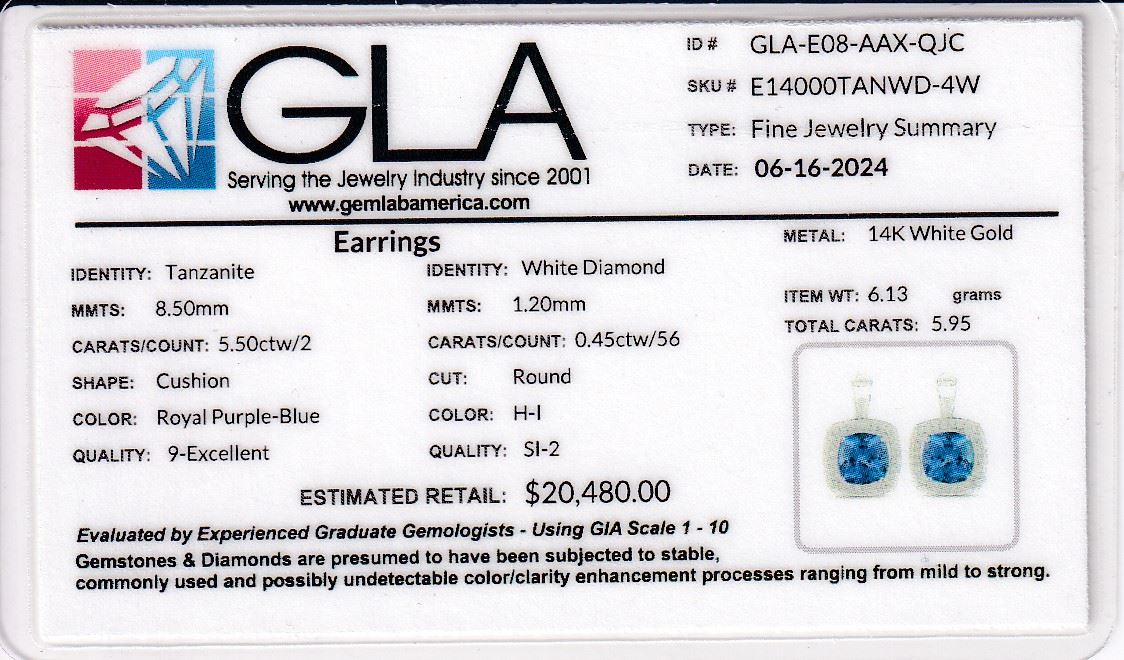 GLA
Serving the Jewelry Industry since 2001
www.gemlabamerica.com
ID # GLA-E08-AAX-QJC
SKU # E14000TANWD-4W
TYPE: Fine Jewelry Summary
DATE: 06-16-2024
Earrings
IDENTITY: Tanzanite
MMTS: 8.50mm
CARATS/COUNT: 5.50ctw/2
SHAPE: Cushion
COLOR: Royal Purple-Blue
QUALITY: 9-Excellent
IDENTITY: White Diamond
MMTS: 1.20mm
CARATS/COUNT: 0.45ctw/56
CUT: Round
COLOR: H-I
QUALITY: SI-2
METAL: 14K White Gold
ITEM WT: 6.13 grams
TOTAL CARATS: 5.95
ESTIMATED RETAIL: $20,480.00
Evaluated by Experienced Graduate Gemologists - Using GIA Scale 1 - 10
Gemstones & Diamonds are presumed to have been subjected to stable,
commonly used and possibly undetectable color/clarity enhancement processes ranging from mild to strong.